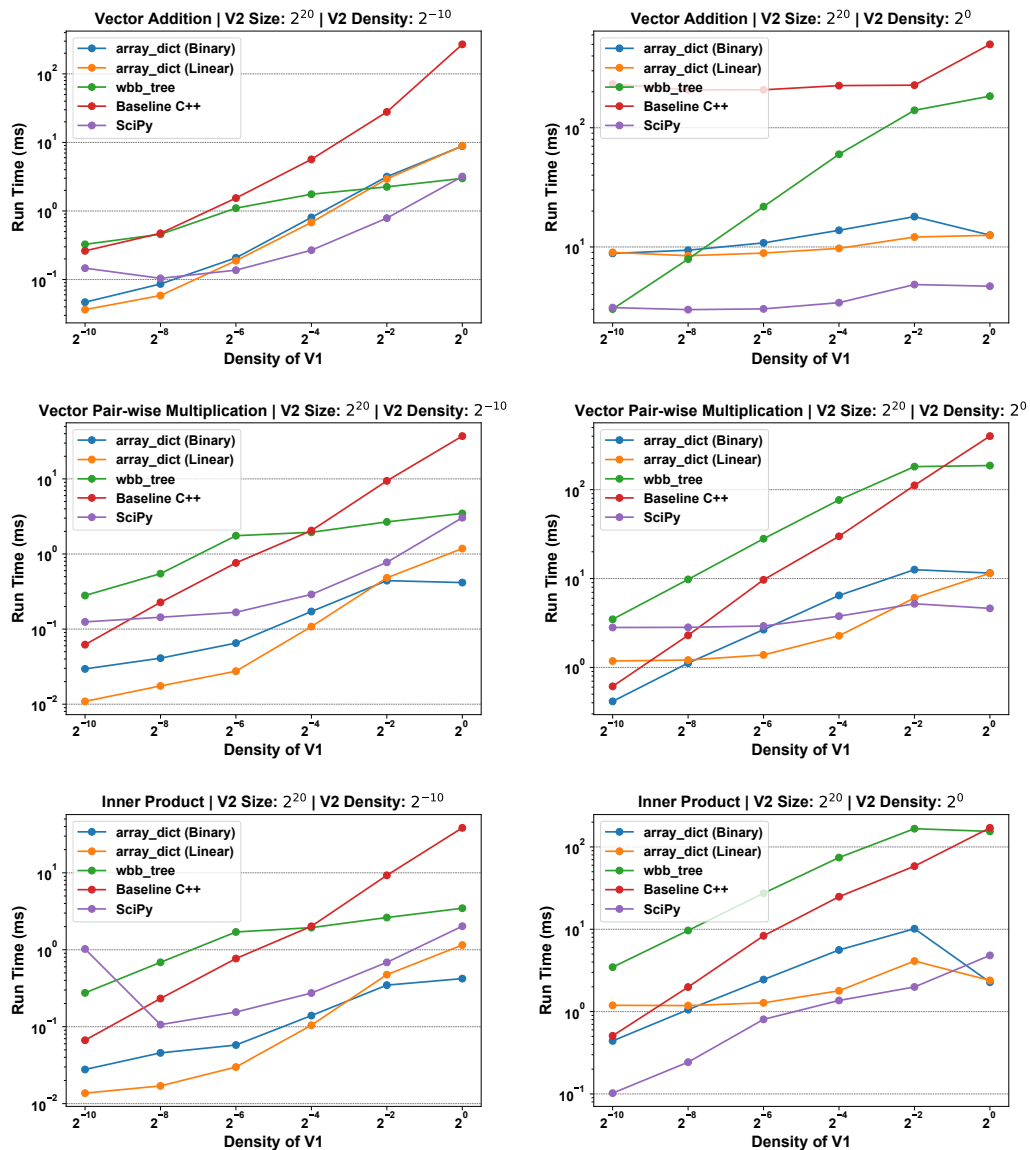 Vector Addition | V2 Size: 2^20 | V2 Density: 2^−10
Run Time (ms)
10^2
10^1
10^0
10^−1
array_dict (Binary)
array_dict (Linear)
wbb_tree
Baseline C++
SciPy
2^−10 2^−8 2^−6 2^−4 2^−2 2^0
Density of V1
Vector Addition | V2 Size: 2^20 | V2 Density: 2^0
Run Time (ms)
10^2
10^1
array_dict (Binary)
array_dict (Linear)
wbb_tree
Baseline C++
SciPy
2^−10 2^−8 2^−6 2^−4 2^−2 2^0
Density of V1
Vector Pair-wise Multiplication | V2 Size: 2^20 | V2 Density: 2^−10
Run Time (ms)
10^1
10^0
10^−1
10^−2
array_dict (Binary)
array_dict (Linear)
wbb_tree
Baseline C++
SciPy
2^−10 2^−8 2^−6 2^−4 2^−2 2^0
Density of V1
Vector Pair-wise Multiplication | V2 Size: 2^20 | V2 Density: 2^0
Run Time (ms)
10^2
10^1
10^0
array_dict (Binary)
array_dict (Linear)
wbb_tree
Baseline C++
SciPy
2^−10 2^−8 2^−6 2^−4 2^−2 2^0
Density of V1
Inner Product | V2 Size: 2^20 | V2 Density: 2^−10
Run Time (ms)
10^1
10^0
10^−1
10^−2
array_dict (Binary)
array_dict (Linear)
wbb_tree
Baseline C++
SciPy
2^−10 2^−8 2^−6 2^−4 2^−2 2^0
Density of V1
Inner Product | V2 Size: 2^20 | V2 Density: 2^0
Run Time (ms)
10^2
10^1
10^0
10^−1
array_dict (Binary)
array_dict (Linear)
wbb_tree
Baseline C++
SciPy
2^−10 2^−8 2^−6 2^−4 2^−2 2^0
Density of V1